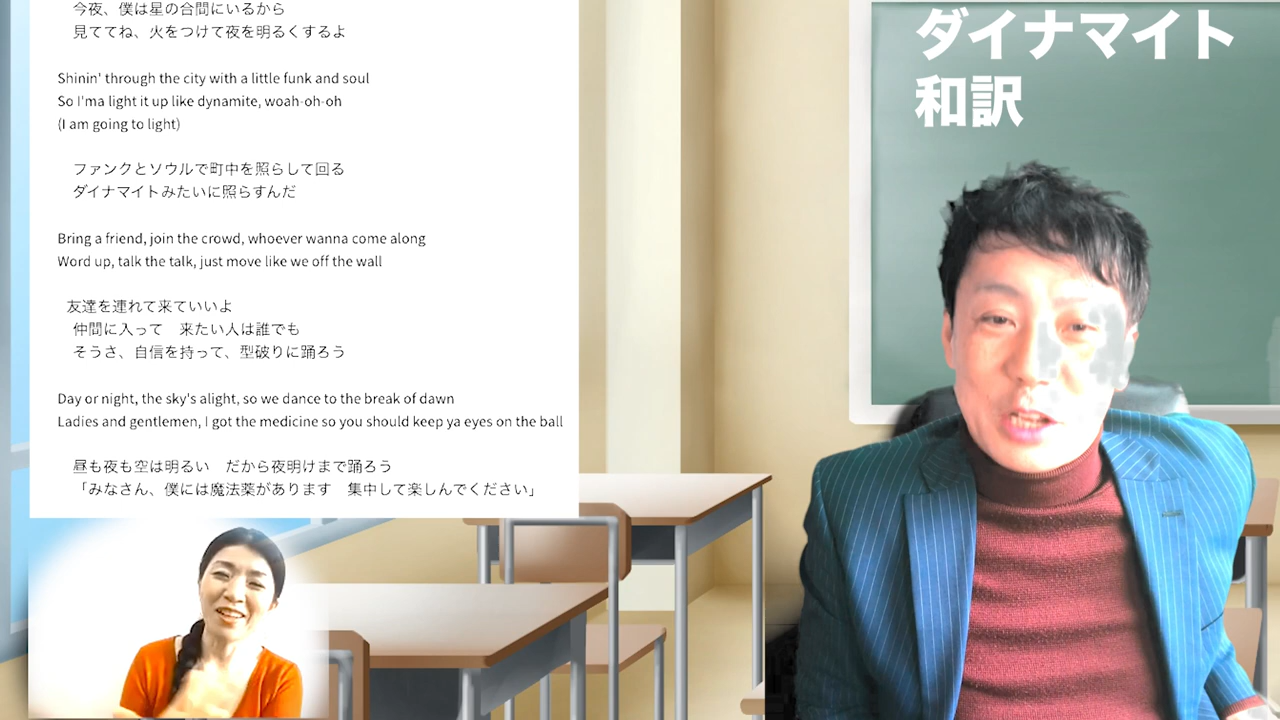 今夜、僕は星の合間にいるから
見ててね、火をつけて夜を明るくするよ
Shinin' through the city with a little funk and soul
So I'ma light it up like dynamite, woah-oh-oh
(I am going to light)
ファンクとソウルで町中を照らして回る
ダイナマイトみたいに照らすんだ
Bring a friend, join the crowd, whoever wanna come along
Word up, talk the talk, just move like we off the wall
友達を連れて来ていいよ
仲間に入って　来たい人は誰でも
そうさ、自信を持って、型破りに踊ろう
Day or night, the sky's alight, so we dance to the break of dawn
Ladies and gentlemen, I got the medicine so you should keep ya eyes on the ball
昼も夜も空は明るい　だから夜明けまで踊ろう
「みなさん、僕には魔法薬があります　集中して楽しんでください」
ダイナマイト
和訳